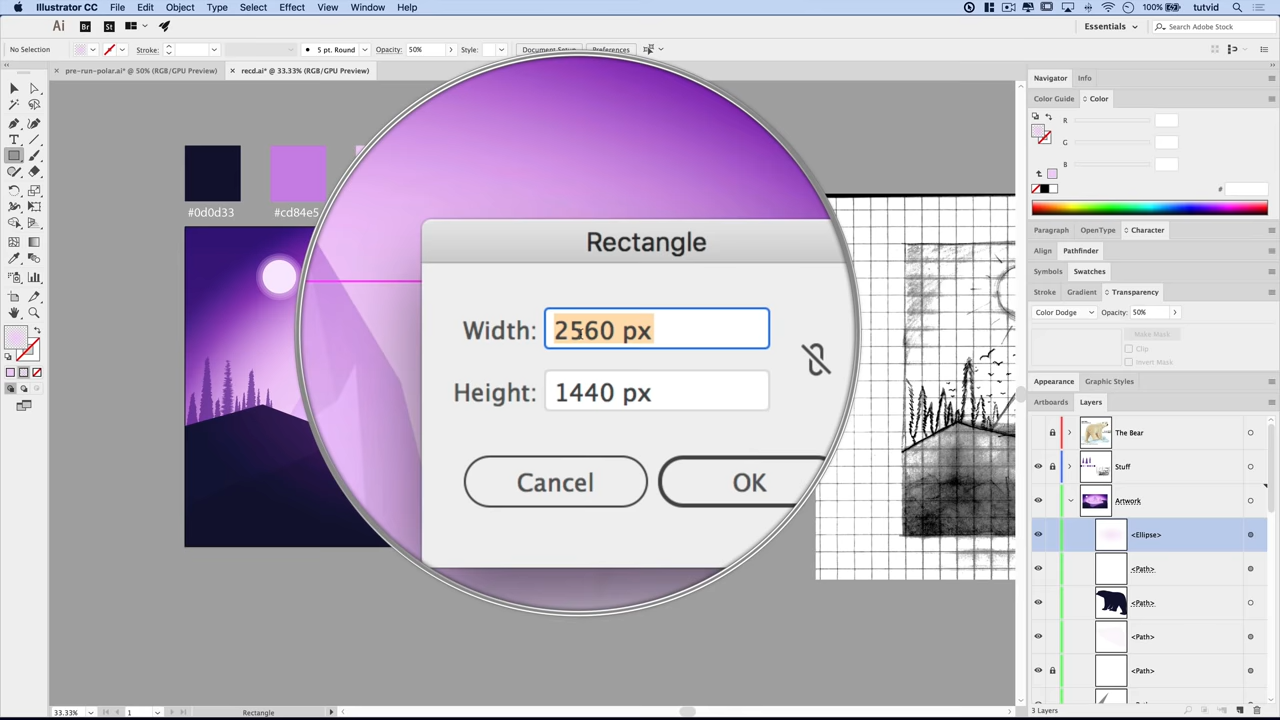 Illustrator CC File Edit Object Type Select Effect View Window Help 100% tutvid
Ai Br St Essentials Search Adobe Stock
No Selection Stroke: 5 pt. Round Opacity: 50% Style: Document Setup Preferences
× pre-run-polar.ai* @ 50% (RGB/GPU Preview) × recd.ai* @ 33.33% (RGB/GPU Preview)
Navigator Info
Color Guide Color
R
G
B
#
#0d0d33 #cd84e5
Paragraph OpenType Character
Align Pathfinder
Symbols Swatches
Stroke Gradient Transparency
Color Dodge Opacity: 50%
Make Mask
Clip
Invert Mask
Appearance Graphic Styles
Artboards Layers
The Bear
Stuff
Artwork
<Ellipse>
<Path>
<Path>
<Path>
<Path>
3 Layers
Rectangle
Width: 2560 px
Height: 1440 px
Cancel OK
33.33% 1 Rectangle